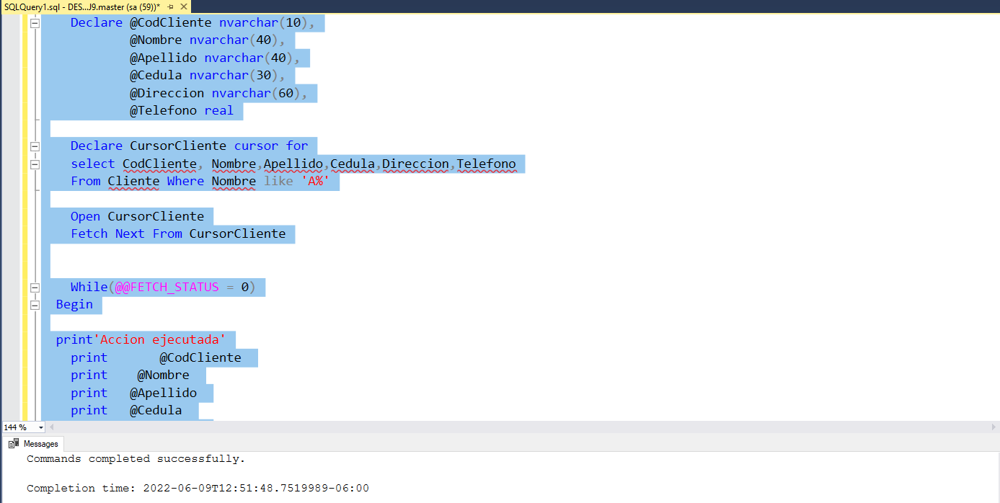 SQLQuery1.sql - DES...J9.master (sa (59))*
Declare @CodCliente nvarchar(10),
@Nombre nvarchar(40),
@Apellido nvarchar(40),
@Cedula nvarchar(30),
@Direccion nvarchar(60),
@Telefono real
Declare CursorCliente cursor for
select CodCliente, Nombre,Apellido,Cedula,Direccion,Telefono
From Cliente Where Nombre like 'A%'
Open CursorCliente
Fetch Next From CursorCliente
While(@@FETCH_STATUS = 0)
Begin
print'Accion ejecutada'
print @CodCliente
print @Nombre
print @Apellido
print @Cedula
144 %
Messages
Commands completed successfully.
Completion time: 2022-06-09T12:51:48.7519989-06:00